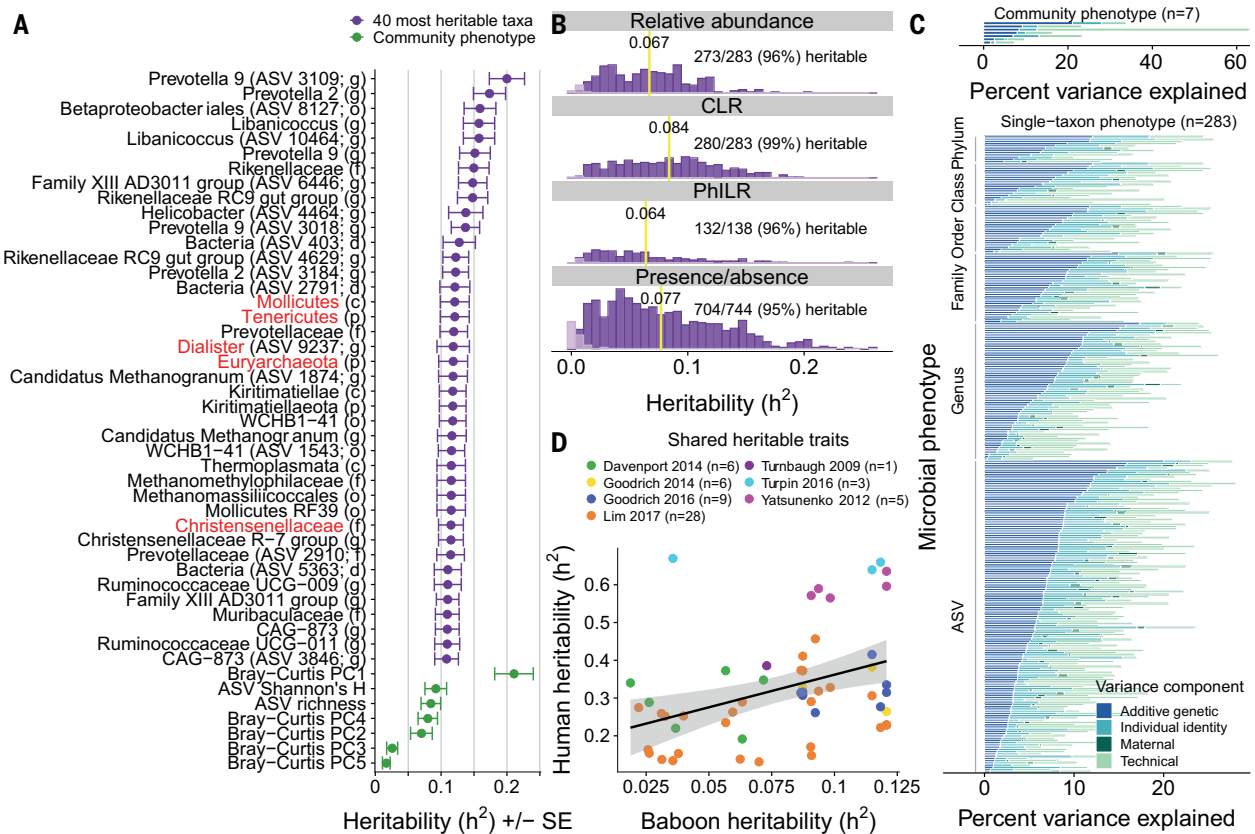 A
40 most heritable taxa
Community phenotype
Prevotella 9 (ASV 3109; g)
Prevotella 2 (g)
Betaproteobacteriales (ASV 8127; o)
Libanicoccus (g)
Libanicoccus (ASV 10464; g)
Prevotella 9 (g)
Rikenellaceae (f)
Family XIII AD3011 group (ASV 6446; g)
Rikenellaceae RC9 gut group (g)
Helicobacter (ASV 4464; g)
Prevotella 9 (ASV 3018; g)
Bacteria (ASV 403; d)
Rikenellaceae RC9 gut group (ASV 4629; g)
Prevotella 2 (ASV 3184; g)
Bacteria (ASV 2791; d)
Mollicutes (c)
Tenericutes (p)
Prevotellaceae (f)
Dialister (ASV 9237; g)
Euryarchaeota (p)
Candidatus Methanogranum (ASV 1874; g)
Kiritimatiellae (c)
Kiritimatiellaeota (p)
WCHB1−41 (o)
Candidatus Methanogranum (g)
WCHB1−41 (ASV 1543; o)
Thermoplasmata (c)
Methanomethylophilaceae (f)
Methanomassiliicoccales (o)
Mollicutes RF39 (o)
Christensenellaceae (f)
Christensenellaceae R−7 group (g)
Prevotellaceae (ASV 2910; f)
Bacteria (ASV 5363; d)
Ruminococcaceae UCG−009 (g)
Family XIII AD3011 group (g)
Muribaculaceae (f)
CAG−873 (g)
Ruminococcaceae UCG−011 (g)
CAG−873 (ASV 3846; g)
Bray−Curtis PC1
ASV Shannon's H
ASV richness
Bray−Curtis PC4
Bray−Curtis PC2
Bray−Curtis PC3
Bray−Curtis PC5
0 0.1 0.2
Heritability (h²) +/− SE
B
Relative abundance
0.067
273/283 (96%) heritable
CLR
0.084
280/283 (99%) heritable
PhILR
0.064
132/138 (96%) heritable
Presence/absence
0.077
704/744 (95%) heritable
0.0 0.1 0.2
Heritability (h²)
D
Shared heritable traits
Davenport 2014 (n=6)
Goodrich 2014 (n=6)
Goodrich 2016 (n=9)
Lim 2017 (n=28)
Turnbaugh 2009 (n=1)
Turpin 2016 (n=3)
Yatsunenko 2012 (n=5)
Human heritability (h²)
0.6
0.5
0.4
0.3
0.2
0.025 0.05 0.075 0.1 0.125
Baboon heritability (h²)
C
Community phenotype (n=7)
0 20 40 60
Percent variance explained
Single−taxon phenotype (n=283)
Microbial phenotype
Phylum
Class
Order
Family
Genus
ASV
Variance component
Additive genetic
Individual identity
Maternal
Technical
0 10 20
Percent variance explained